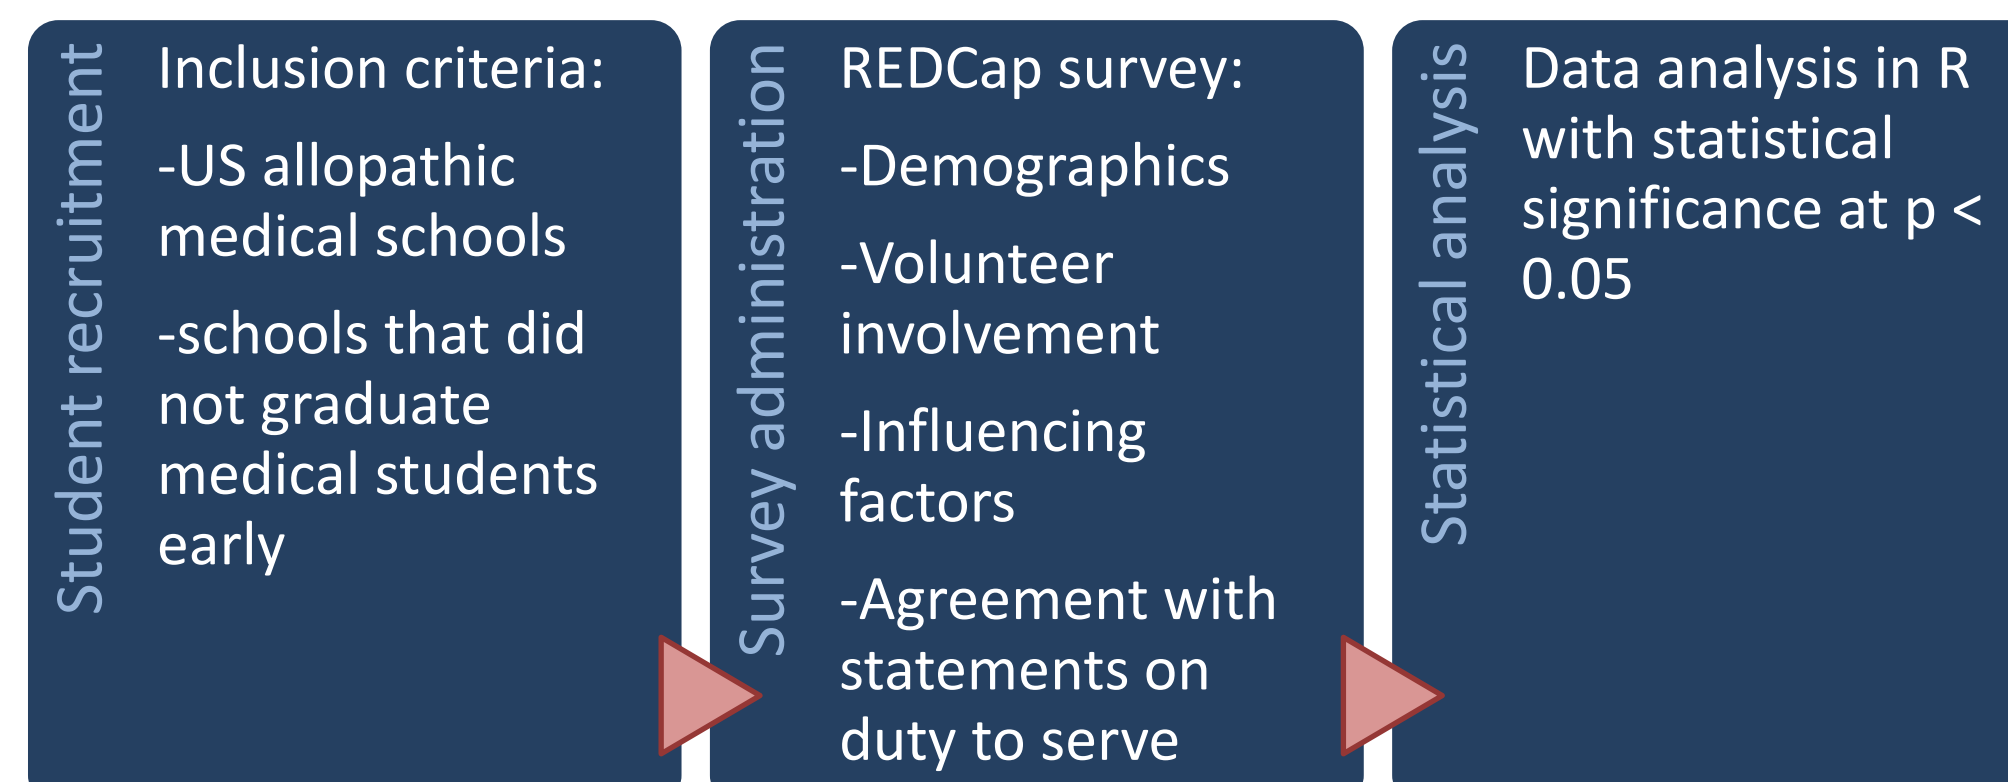 Student recruitment
Inclusion criteria:
-US allopathic
medical schools
-schools that did
not graduate
medical students
early
Survey administration
REDCap survey:
-Demographics
-Volunteer
involvement
-Influencing
factors
-Agreement with
statements on
duty to serve
Statistical analysis
Data analysis in R
with statistical
significance at p <
0.05